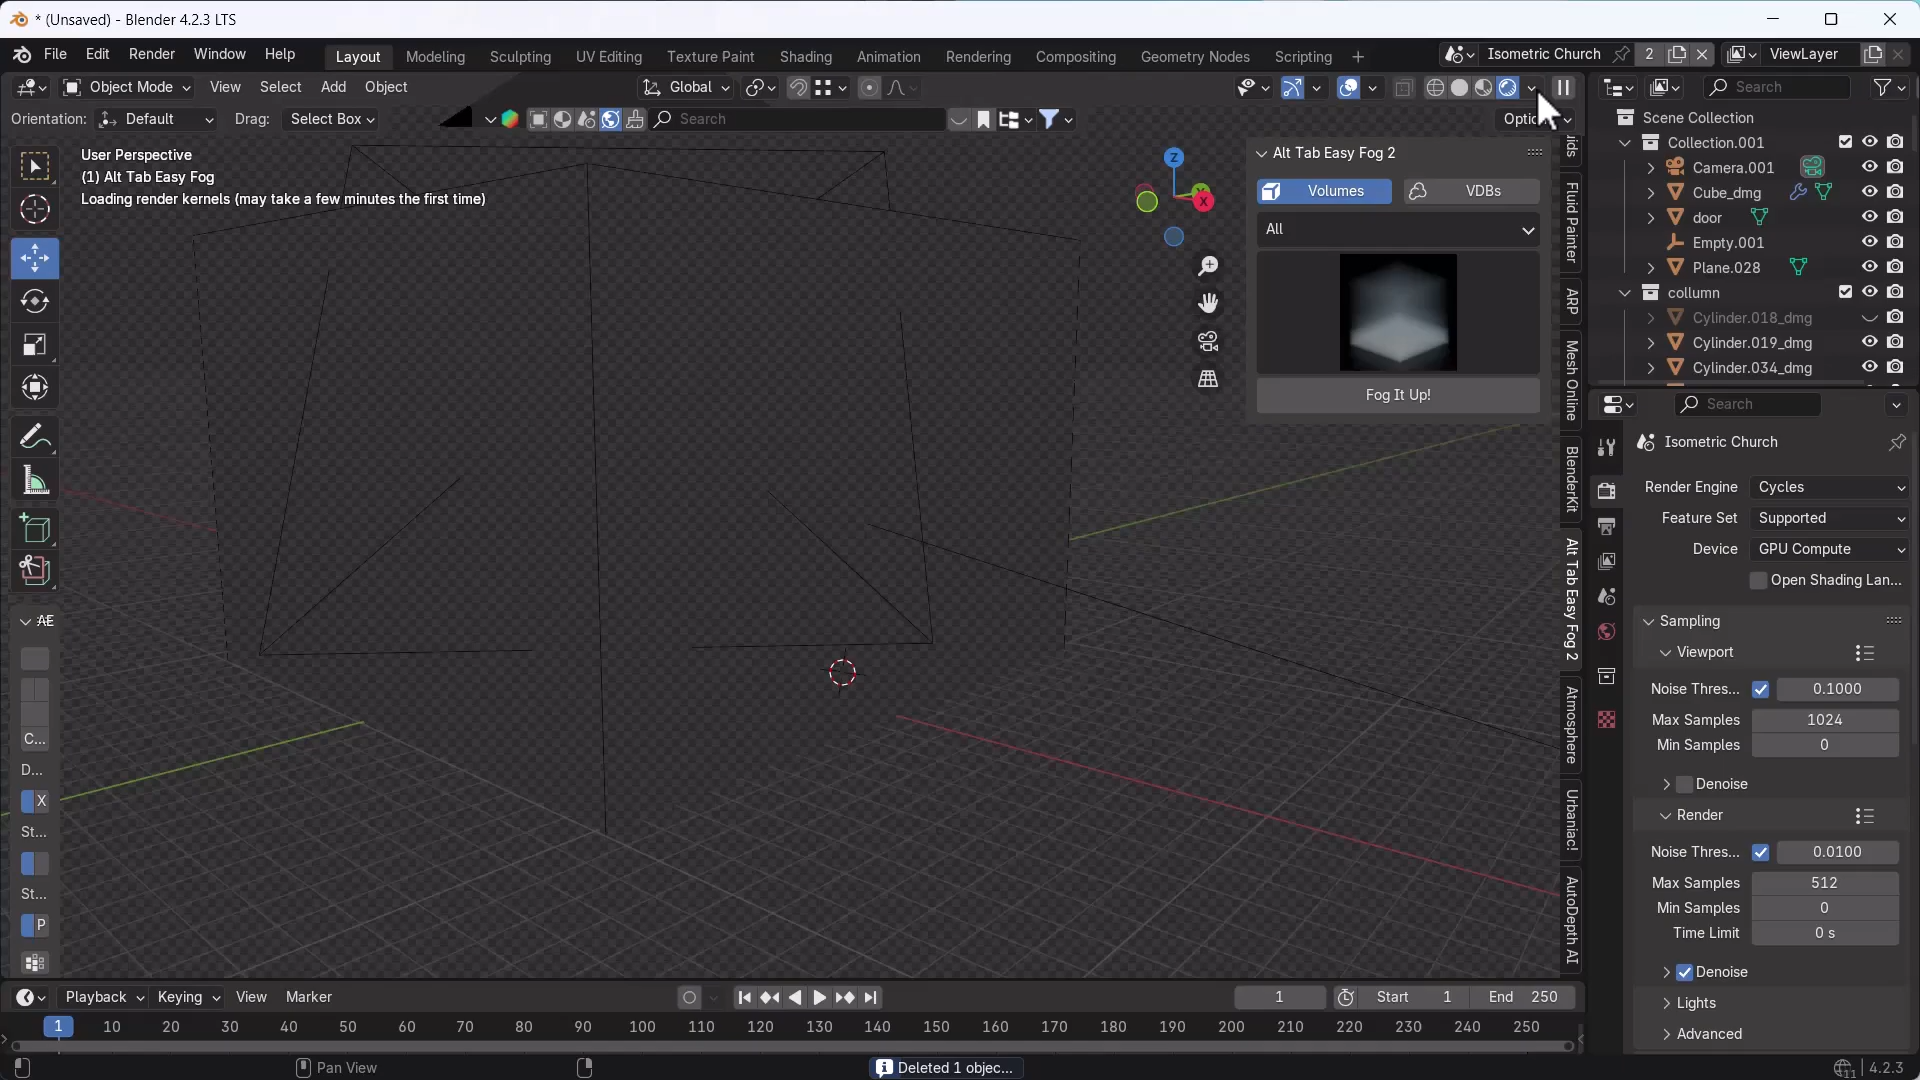 * (Unsaved) - Blender 4.2.3 LTS
File Edit Render Window Help
Layout Modeling Sculpting UV Editing Texture Paint Shading Animation Rendering Compositing Geometry Nodes Scripting +
Isometric Church 2 ViewLayer
Object Mode View Select Add Object
Global
Search
Orientation: Default Drag: Select Box
Search
Scene Collection
Collection.001
Camera.001
Cube_dmg
door
Empty.001
Plane.028
collumn
Cylinder.018_dmg
Cylinder.019_dmg
Cylinder.034_dmg
User Perspective
(1) Alt Tab Easy Fog
Loading render kernels (may take a few minutes the first time)
Z
X
Alt Tab Easy Fog 2
Volumes VDBs
All
Fog It Up!
Fluid Painter
ARP
Mesh Online
BlenderKit
Alt Tab Easy Fog 2
Atmosphere
Urbaniac!
AutoDepth AI
AE
C...
D...
X
St...
St...
P
Search
Isometric Church
Render Engine Cycles
Feature Set Supported
Device GPU Compute
Open Shading Lan...
Sampling
Viewport
Noise Thres... 0.1000
Max Samples 1024
Min Samples 0
Denoise
Render
Noise Thres... 0.0100
Max Samples 512
Min Samples 0
Time Limit 0 s
Denoise
Lights
Advanced
Playback Keying View Marker
1 Start 1 End 250
1 10 20 30 40 50 60 70 80 90 100 110 120 130 140 150 160 170 180 190 200 210 220 230 240 250
Pan View
Deleted 1 objec...
11 4.2.3